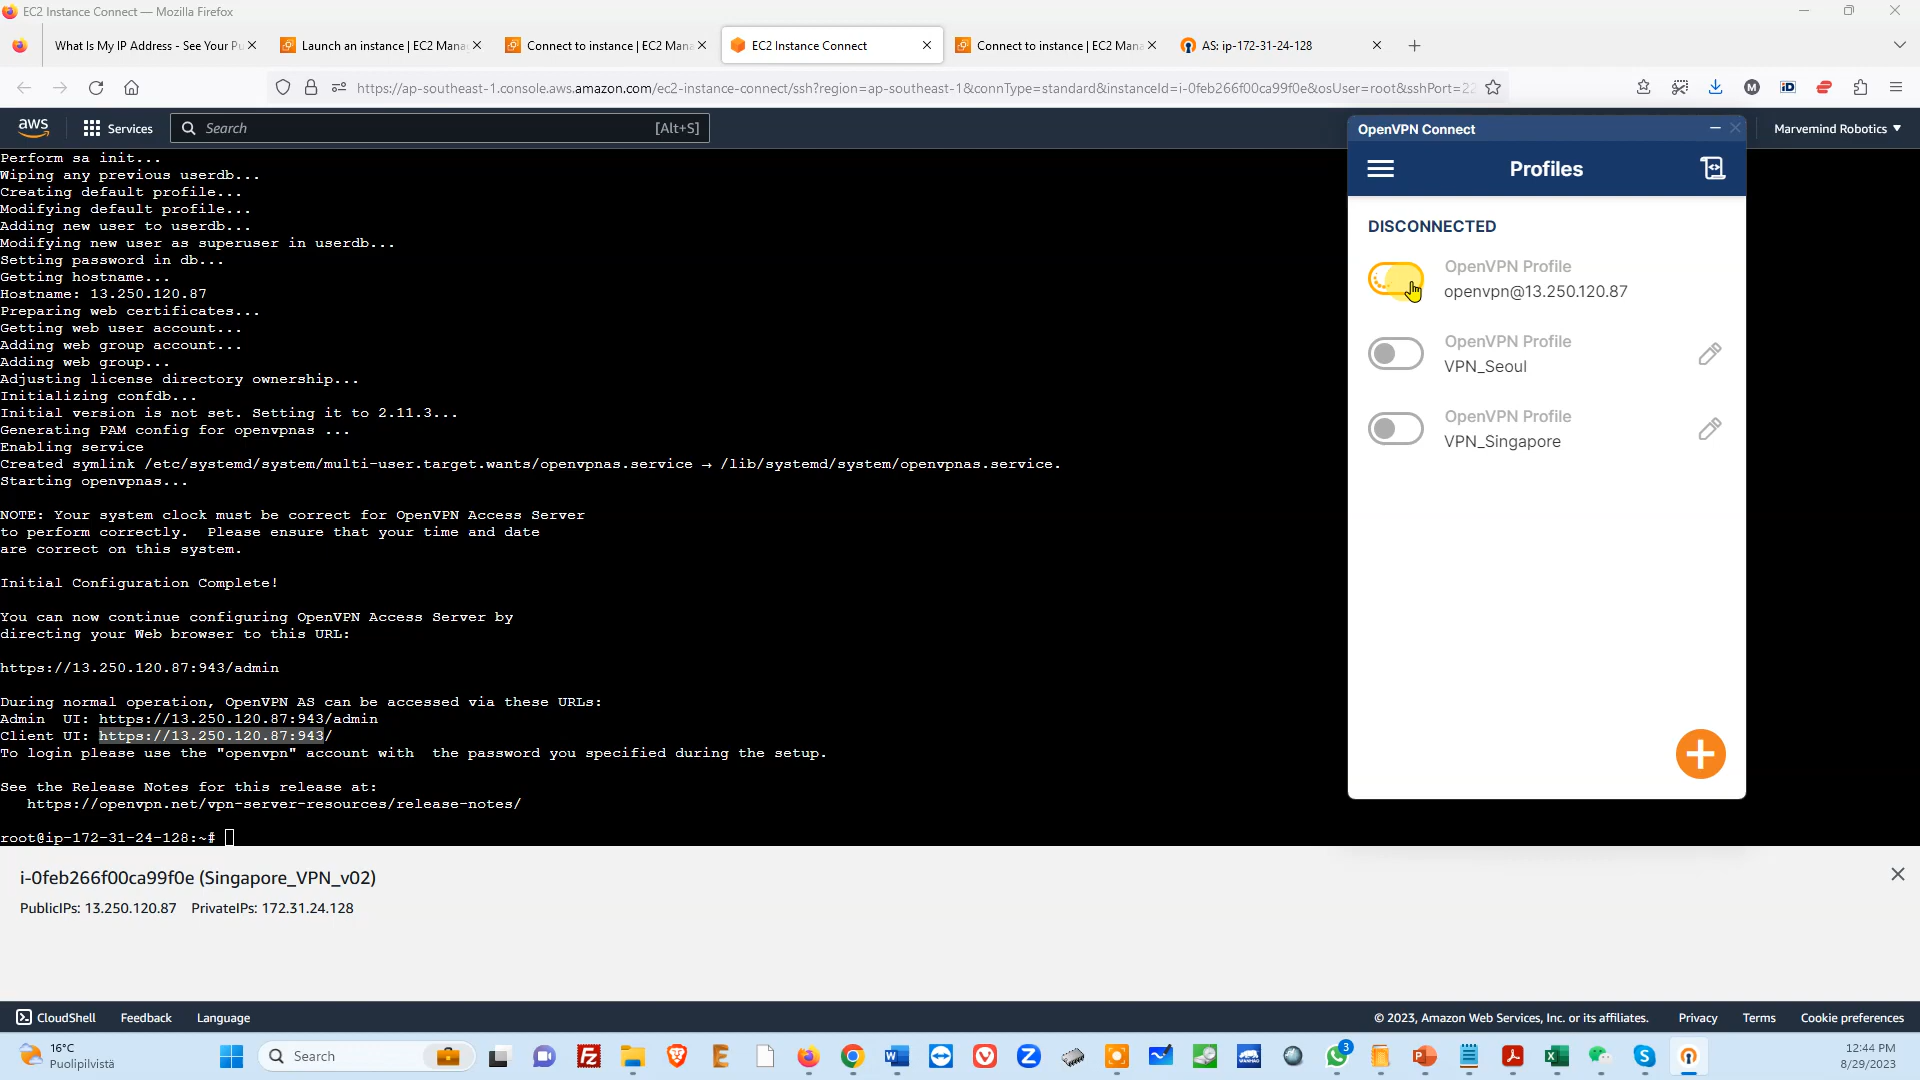 EC2 Instance Connect — Mozilla Firefox
What Is My IP Address - See Your Pu
Launch an instance | EC2 Mana
Connect to instance | EC2 Mana
EC2 Instance Connect
Connect to instance | EC2 Mana
AS: ip-172-31-24-128
https://ap-southeast-1.console.aws.amazon.com/ec2-instance-connect/ssh?region=ap-southeast-1&connType=standard&instanceId=i-0feb266f00ca99f0e&osUser=root&sshPort=22
aws
Services
Search
[Alt+S]
Marvemind Robotics
Perform sa init...
Wiping any previous userdb...
Creating default profile...
Modifying default profile...
Adding new user to userdb...
Modifying new user as superuser in userdb...
Setting password in db...
Getting hostname...
Hostname: 13.250.120.87
Preparing web certificates...
Getting web user account...
Adding web group account...
Adding web group...
Adjusting license directory ownership...
Initializing confdb...
Initial version is not set. Setting it to 2.11.3...
Generating PAM config for openvpnas ...
Enabling service
Created symlink /etc/systemd/system/multi-user.target.wants/openvpnas.service → /lib/systemd/system/openvpnas.service.
Starting openvpnas...
NOTE: Your system clock must be correct for OpenVPN Access Server
to perform correctly.  Please ensure that your time and date
are correct on this system.
Initial Configuration Complete!
You can now continue configuring OpenVPN Access Server by
directing your Web browser to this URL:
https://13.250.120.87:943/admin
During normal operation, OpenVPN AS can be accessed via these URLs:
Admin  UI: https://13.250.120.87:943/admin
Client UI: https://13.250.120.87:943/
To login please use the "openvpn" account with  the password you specified during the setup.
See the Release Notes for this release at:
https://openvpn.net/vpn-server-resources/release-notes/
root@ip-172-31-24-128:~#
OpenVPN Connect
Profiles
DISCONNECTED
OpenVPN Profile
openvpn@13.250.120.87
OpenVPN Profile
VPN_Seoul
OpenVPN Profile
VPN_Singapore
i-0feb266f00ca99f0e (Singapore_VPN_v02)
PublicIPs: 13.250.120.87    PrivateIPs: 172.31.24.128
CloudShell
Feedback
Language
© 2023, Amazon Web Services, Inc. or its affiliates.
Privacy
Terms
Cookie preferences
16°C
Puolipilvistä
Search
3
12:44 PM
8/29/2023